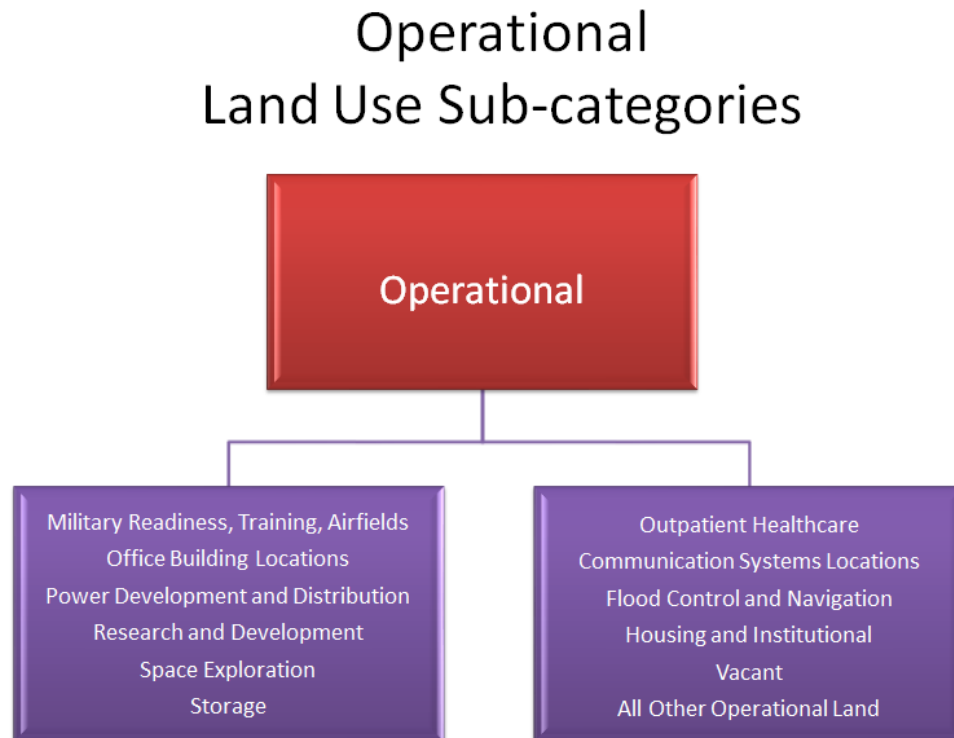 Operational
Land Use Sub-categories
Operational
Military Readiness, Training, Airfields
Office Building Locations
Power Development and Distribution
Research and Development
Space Exploration
Storage
Outpatient Healthcare
Communication Systems Locations
Flood Control and Navigation
Housing and Institutional
Vacant
All Other Operational Land